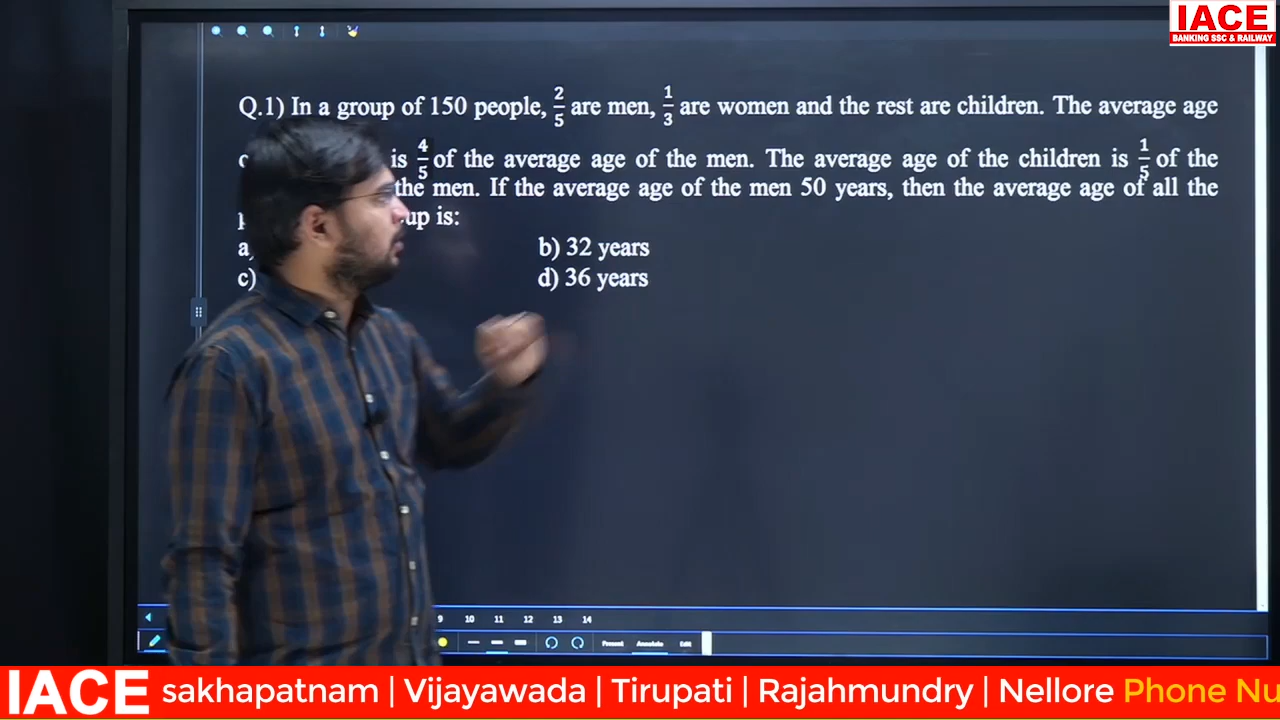 IACE
BANKING SSC & RAILWAY
Q.1) In a group of 150 people, 2/5 are men, 1/3 are women and the rest are children. The average age
is 4/5 of the average age of the men. The average age of the children is 1/5 of the
the men. If the average age of the men 50 years, then the average age of all the
up is:
b) 32 years
c)
d) 36 years
9 10 11 12 13 14
Present Annotate Edit
IACE sakhapatnam | Vijayawada | Tirupati | Rajahmundry | Nellore Phone Nu